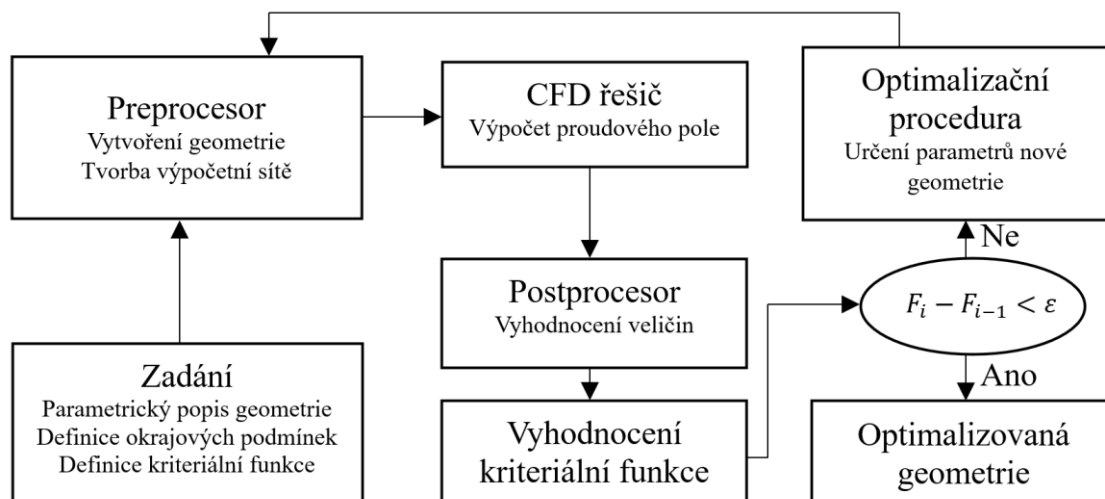 Preprocesor
Vytvoření geometrie
Tvorba výpočetní sítě
CFD řešič
Výpočet proudového pole
Optimalizační
procedura
Určení parametrů nové
geometrie
Ne
Postprocesor
Vyhodnocení veličin
F_i − F_{i−1} < ε
Zadání
Parametrický popis geometrie
Definice okrajových podmínek
Definice kriteriální funkce
Vyhodnocení
kriteriální funkce
Ano
Optimalizovaná
geometrie